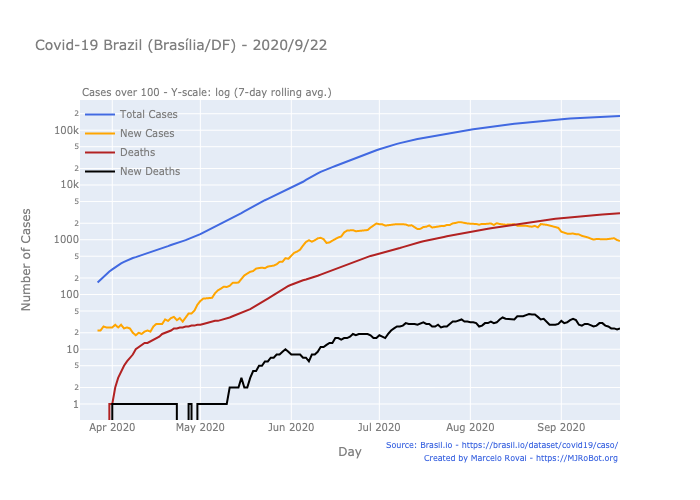 Covid-19 Brazil (Brasília/DF) - 2020/9/22
Cases over 100 - Y-scale: log (7-day rolling avg.)
Total Cases
New Cases
Deaths
New Deaths
Number of Cases
2
100k
5
2
10k
5
2
1000
5
2
100
5
2
10
5
2
1
Apr 2020
May 2020
Jun 2020
Jul 2020
Aug 2020
Sep 2020
Day
Source: Brasil.io - https://brasil.io/dataset/covid19/caso/
Created by Marcelo Rovai - https://MJRoBot.org